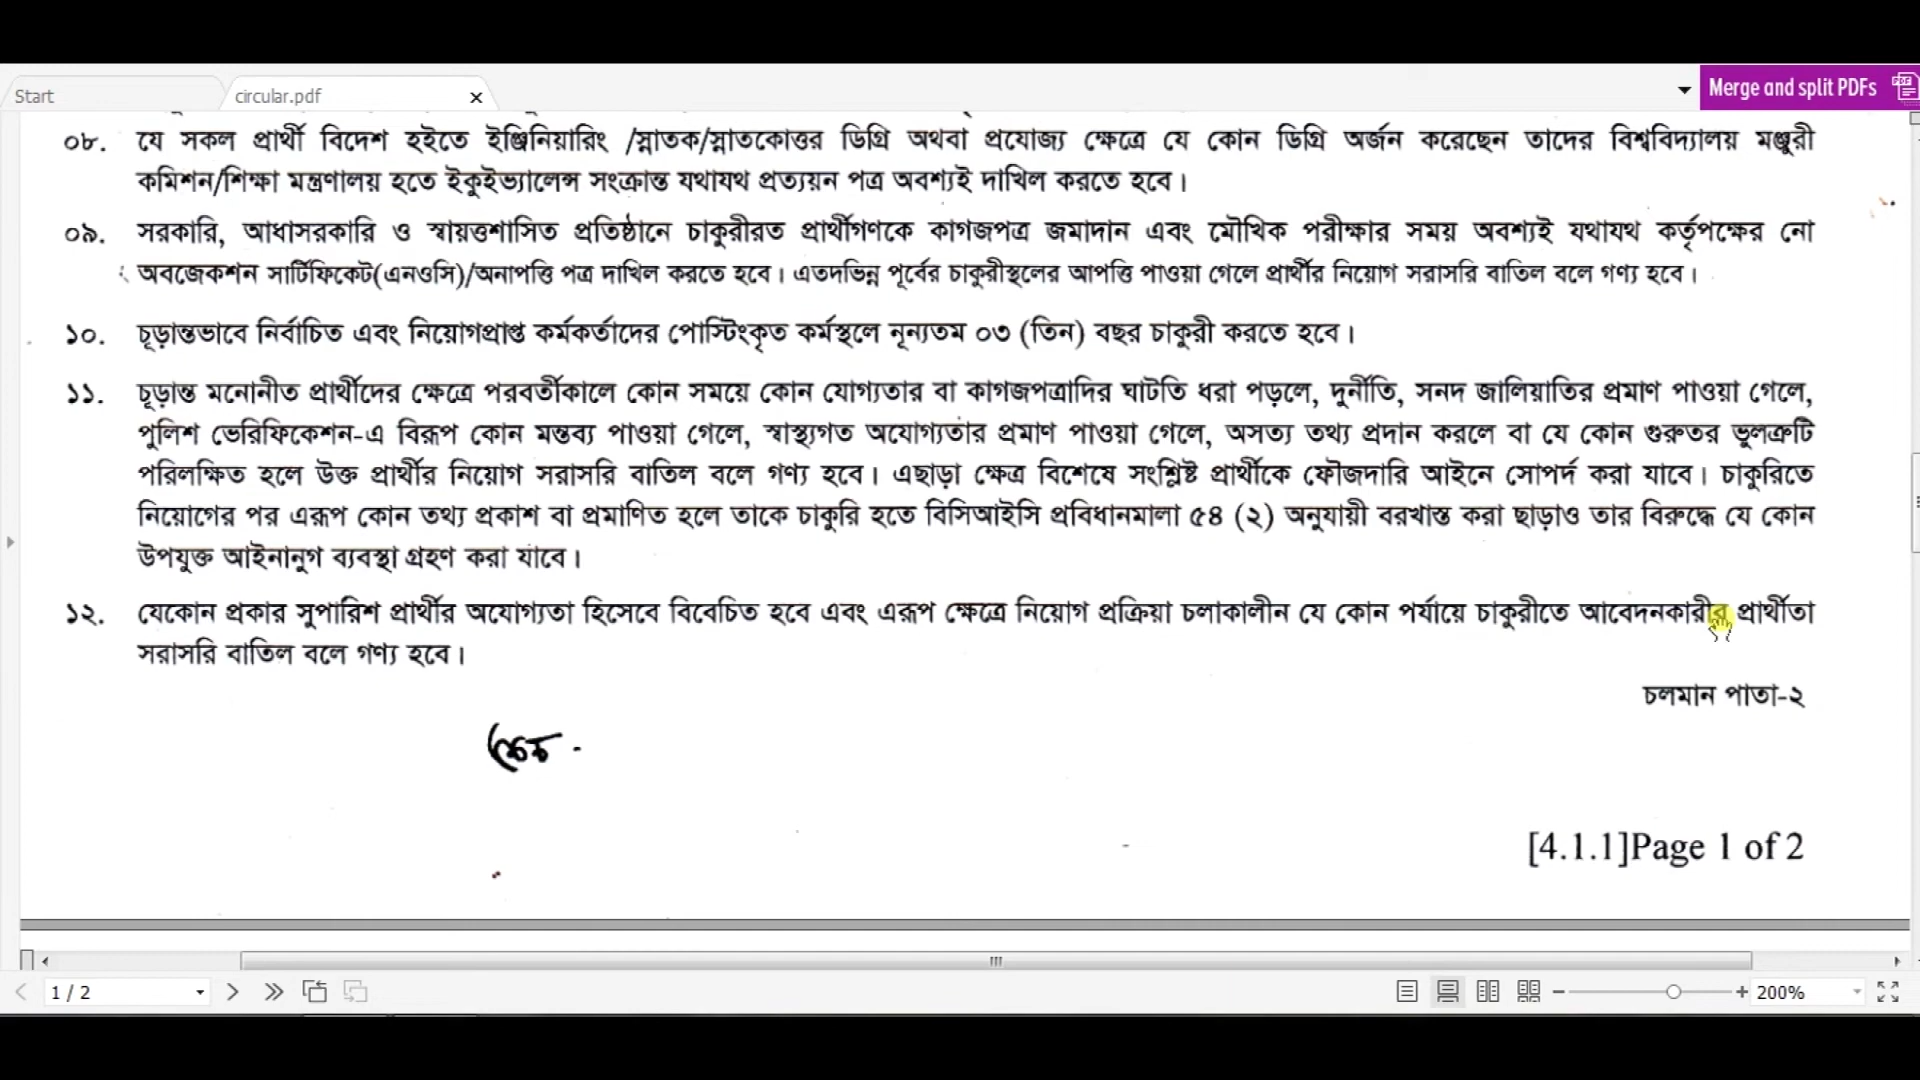 Start
circular.pdf
Merge and split PDFs
০৮. যে সকল প্রার্থী বিদেশ হইতে ইঞ্জিনিয়ারিং /স্নাতক/স্নাতকোত্তর ডিগ্রি অথবা প্রযোজ্য ক্ষেত্রে যে কোন ডিগ্রি অর্জন করেছেন তাদের বিশ্ববিদ্যালয় মঞ্জুরী
কমিশন/শিক্ষা মন্ত্রণালয় হতে ইকুইভ্যালেন্স সংক্রান্ত যথাযথ প্রত্যয়ন পত্র অবশ্যই দাখিল করতে হবে।
০৯. সরকারি, আধাসরকারি ও স্বায়ত্তশাসিত প্রতিষ্ঠানে চাকুরীরত প্রার্থীগণকে কাগজপত্র জমাদান এবং মৌখিক পরীক্ষার সময় অবশ্যই যথাযথ কর্তৃপক্ষের নো
অবজেকশন সার্টিফিকেট(এনওসি)/অনাপত্তি পত্র দাখিল করতে হবে। এতদভিন্ন পূর্বের চাকুরীস্থলের আপত্তি পাওয়া গেলে প্রার্থীর নিয়োগ সরাসরি বাতিল বলে গণ্য হবে।
১০. চূড়ান্তভাবে নির্বাচিত এবং নিয়োগপ্রাপ্ত কর্মকর্তাদের পোস্টিংকৃত কর্মস্থলে নূন্যতম ০৩ (তিন) বছর চাকুরী করতে হবে।
১১. চূড়ান্ত মনোনীত প্রার্থীদের ক্ষেত্রে পরবর্তীকালে কোন সময়ে কোন যোগ্যতার বা কাগজপত্রাদির ঘাটতি ধরা পড়লে, দুর্নীতি, সনদ জালিয়াতির প্রমাণ পাওয়া গেলে,
পুলিশ ভেরিফিকেশন-এ বিরূপ কোন মন্তব্য পাওয়া গেলে, স্বাস্থ্যগত অযোগ্যতার প্রমাণ পাওয়া গেলে, অসত্য তথ্য প্রদান করলে বা যে কোন গুরুতর ভুলত্রুটি
পরিলক্ষিত হলে উক্ত প্রার্থীর নিয়োগ সরাসরি বাতিল বলে গণ্য হবে। এছাড়া ক্ষেত্র বিশেষে সংশ্লিষ্ট প্রার্থীকে ফৌজদারি আইনে সোপর্দ করা যাবে। চাকুরিতে
নিয়োগের পর এরূপ কোন তথ্য প্রকাশ বা প্রমাণিত হলে তাকে চাকুরি হতে বিসিআইসি প্রবিধানমালা ৫৪ (২) অনুযায়ী বরখাস্ত করা ছাড়াও তার বিরুদ্ধে যে কোন
উপযুক্ত আইনানুগ ব্যবস্থা গ্রহণ করা যাবে।
১২. যেকোন প্রকার সুপারিশ প্রার্থীর অযোগ্যতা হিসেবে বিবেচিত হবে এবং এরূপ ক্ষেত্রে নিয়োগ প্রক্রিয়া চলাকালীন যে কোন পর্যায়ে চাকুরীতে আবেদনকারীর প্রার্থীতা
সরাসরি বাতিল বলে গণ্য হবে।
চলমান পাতা-২
[4.1.1]Page 1 of 2
1 / 2
200%